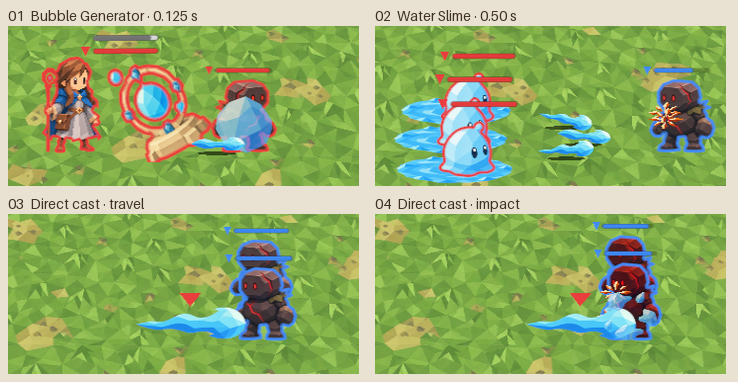 01 Bubble Generator · 0.125 s
02 Water Slime · 0.50 s
03 Direct cast · travel
04 Direct cast · impact